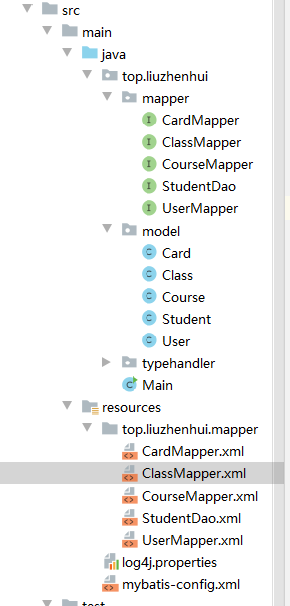 src
main
java
top.liuzhenhui
mapper
CardMapper
ClassMapper
CourseMapper
StudentDao
UserMapper
model
Card
Class
Course
Student
User
typehandler
Main
resources
top.liuzhenhui.mapper
CardMapper.xml
ClassMapper.xml
CourseMapper.xml
StudentDao.xml
UserMapper.xml
log4j.properties
mybatis-config.xml
test